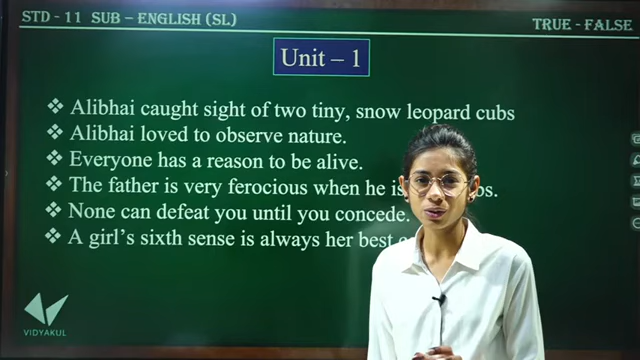 STD - 11 SUB – ENGLISH (SL)
TRUE - FALSE
Unit – 1
❖ Alibhai caught sight of two tiny, snow leopard cubs
❖ Alibhai loved to observe nature.
❖ Everyone has a reason to be alive.
❖ The father is very ferocious when he is
❖ None can defeat you until you concede.
❖ A girl's sixth sense is always her best
VIDYAKUL